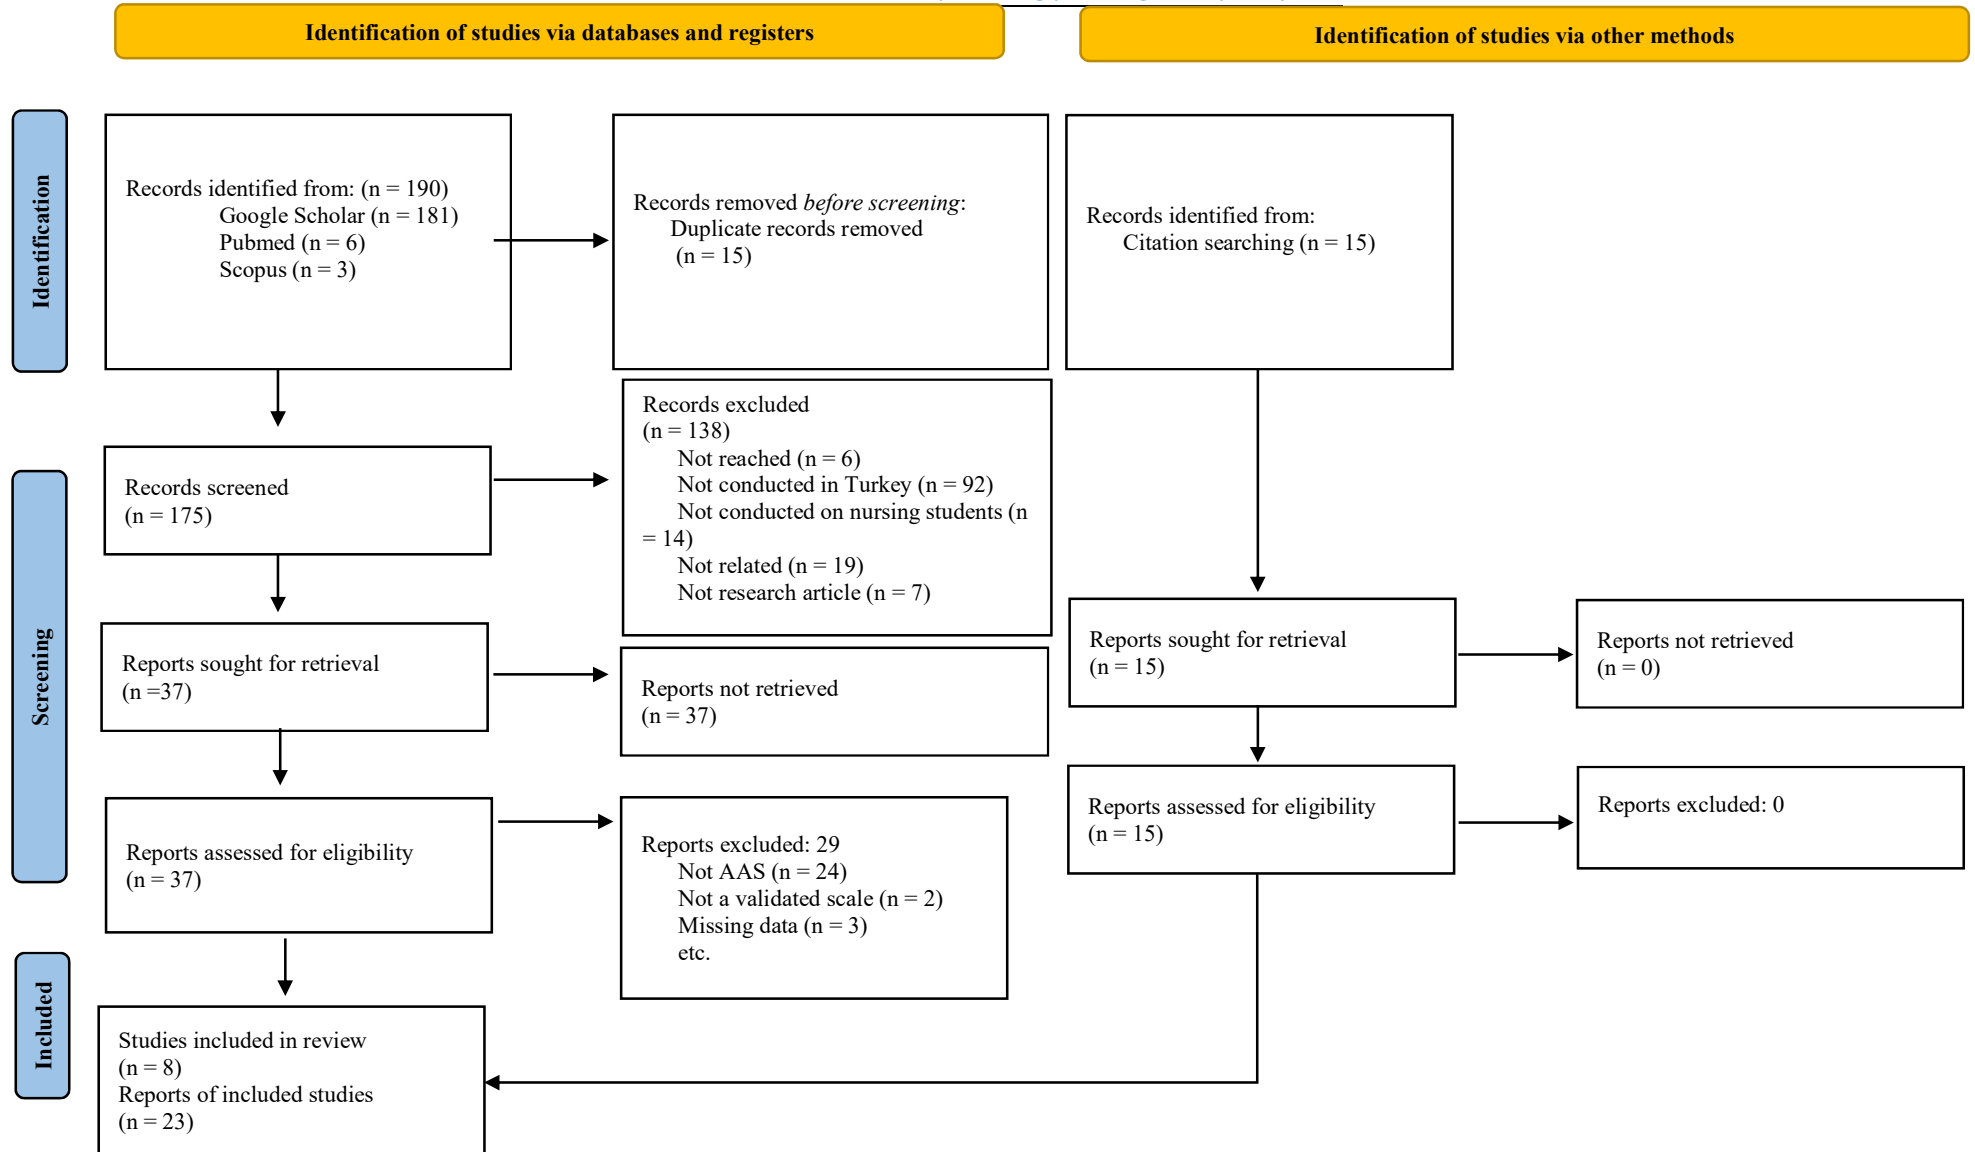 Identification of studies via databases and registers
Identification of studies via other methods
Identification
Records identified from: (n = 190)
Google Scholar (n = 181)
Pubmed (n = 6)
Scopus (n = 3)
Records removed before screening:
Duplicate records removed
(n = 15)
Records identified from:
Citation searching (n = 15)
Screening
Records screened
(n = 175)
Records excluded
(n = 138)
Not reached (n = 6)
Not conducted in Turkey (n = 92)
Not conducted on nursing students (n
= 14)
Not related (n = 19)
Not research article (n = 7)
Reports sought for retrieval
(n =37)
Reports not retrieved
(n = 37)
Reports sought for retrieval
(n = 15)
Reports not retrieved
(n = 0)
Reports assessed for eligibility
(n = 37)
Reports excluded: 29
Not AAS (n = 24)
Not a validated scale (n = 2)
Missing data (n = 3)
etc.
Reports assessed for eligibility
(n = 15)
Reports excluded: 0
Included
Studies included in review
(n = 8)
Reports of included studies
(n = 23)